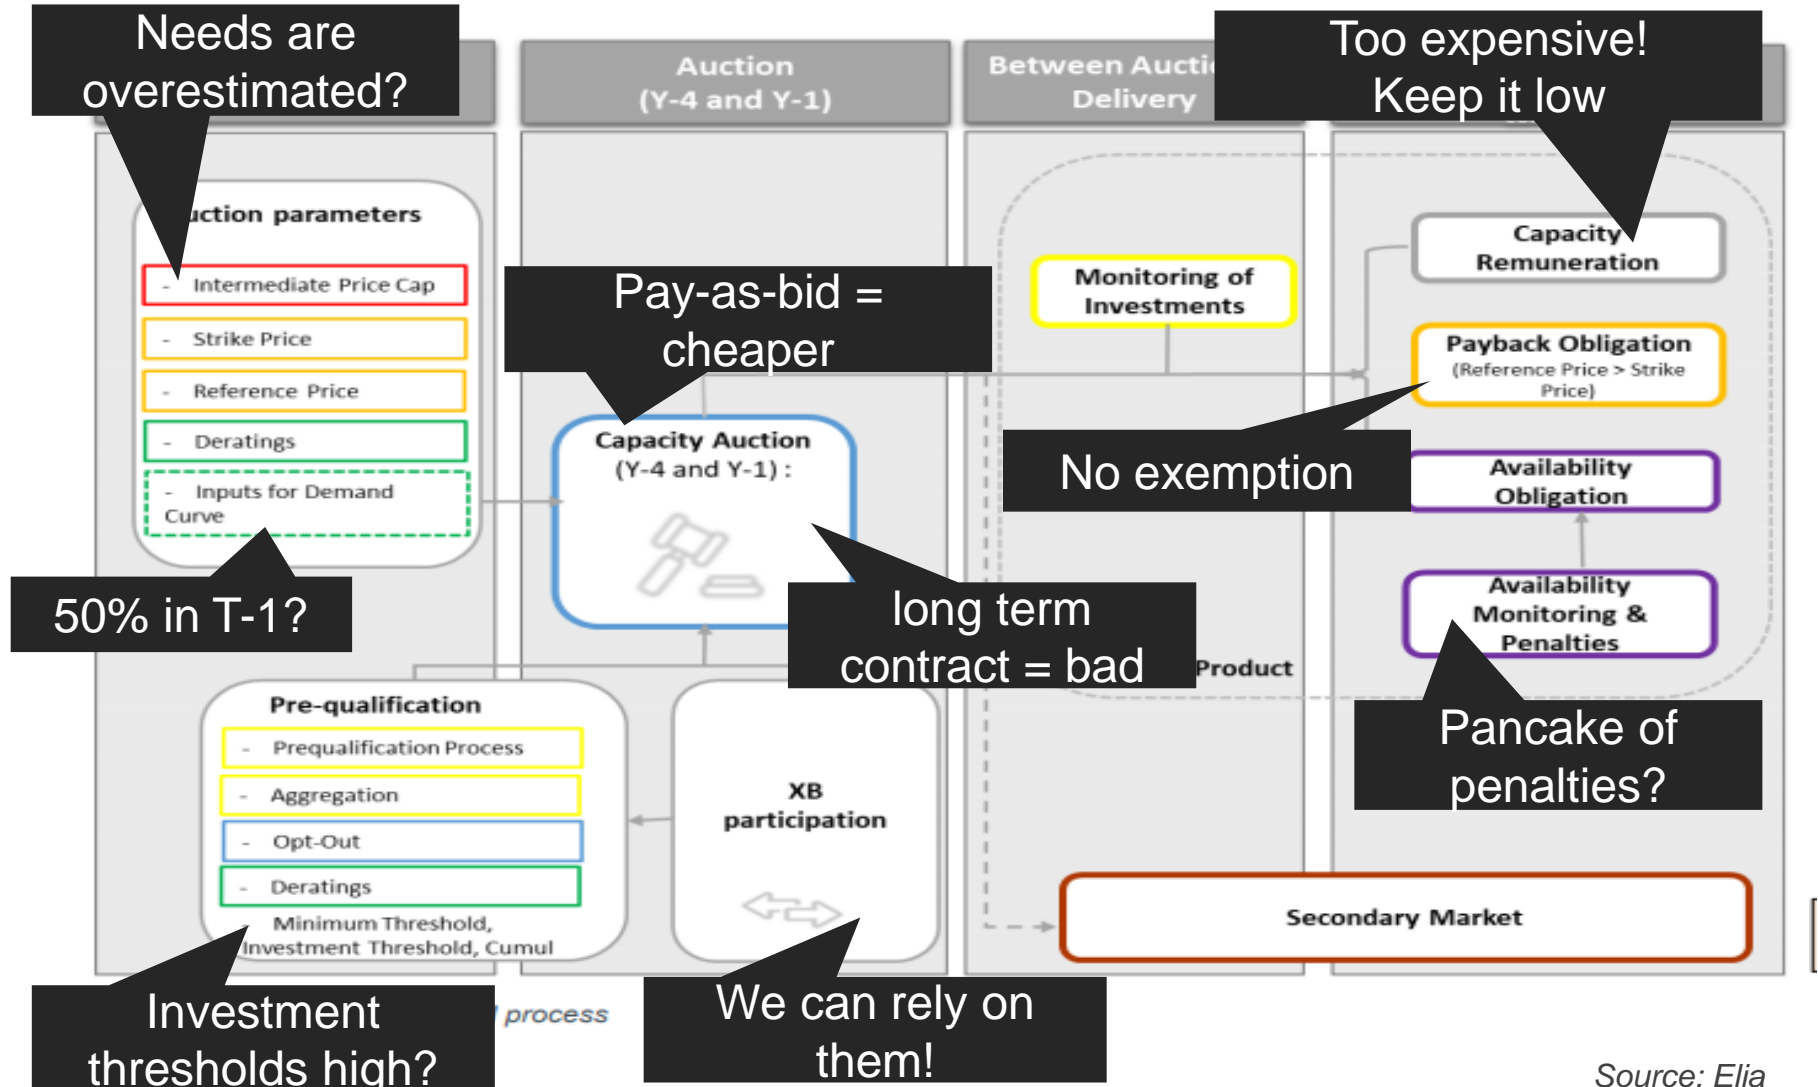 Needs are
overestimated?
Auction
(Y-4 and Y-1)
Between Aucti
Delivery
Too expensive!
Keep it low
uction parameters
- Intermediate Price Cap
- Strike Price
- Reference Price
- Deratings
- Inputs for Demand
Curve
50% in T-1?
Pay-as-bid =
cheaper
Capacity Auction
(Y-4 and Y-1) :
long term
contract = bad
Monitoring of
Investments
Capacity
Remuneration
Payback Obligation
(Reference Price > Strike
Price)
No exemption
Availability
Obligation
Availability
Monitoring &
Penalties
Product
Pancake of
penalties?
Pre-qualification
- Prequalification Process
- Aggregation
- Opt-Out
- Deratings
Minimum Threshold,
Investment Threshold, Cumul
XB
participation
Secondary Market
Investment
thresholds high?
process
We can rely on
them!
Source: Elia